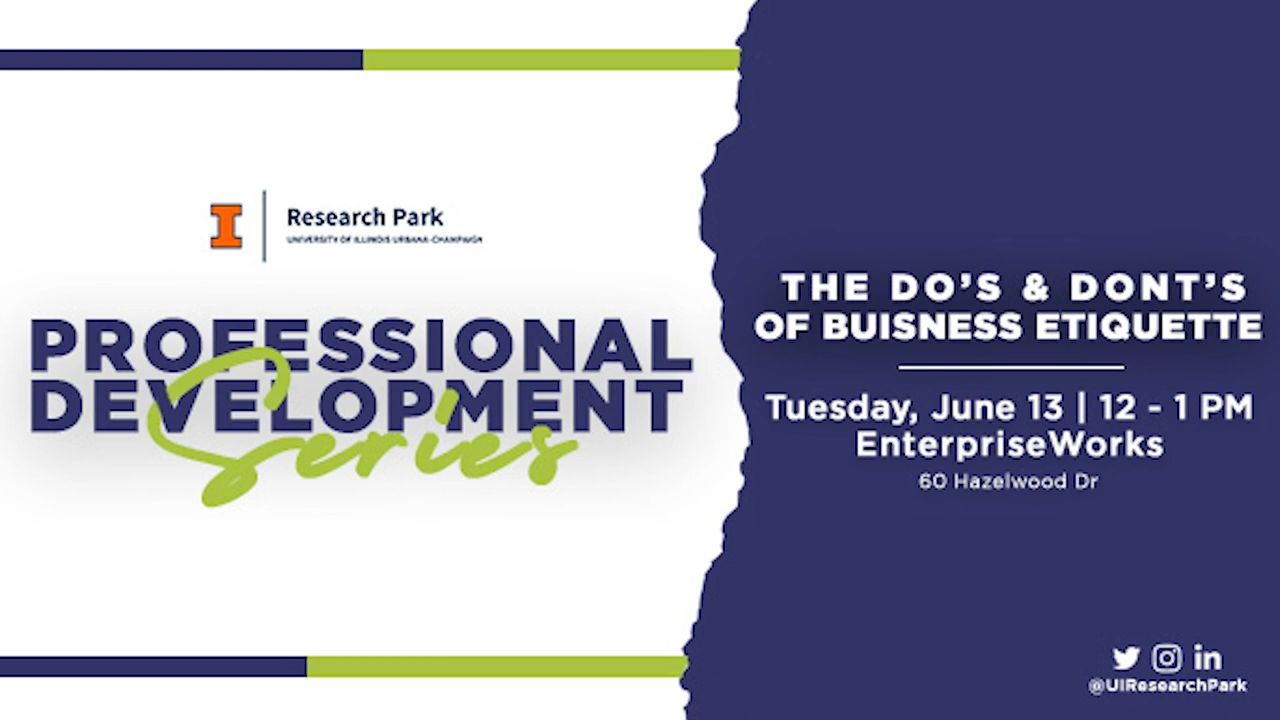 I
Research Park
UNIVERSITY OF ILLINOIS URBANA-CHAMPAIGN
PROFESSIONAL
DEVELOPMENT
Series
THE DO'S & DONT'S
OF BUISNESS ETIQUETTE
Tuesday, June 13 | 12 - 1 PM
EnterpriseWorks
60 Hazelwood Dr
in
@UIResearchPark